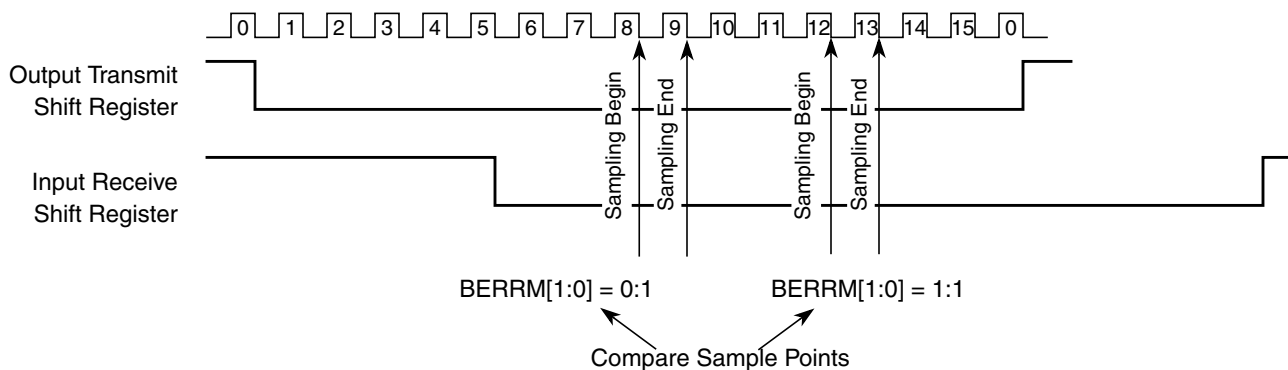 0 1 2 3 4 5 6 7 8 9 10 11 12 13 14 15 0
Output Transmit
Shift Register
Input Receive
Shift Register
Sampling Begin
Sampling End
Sampling Begin
Sampling End
BERRM[1:0] = 0:1
BERRM[1:0] = 1:1
Compare Sample Points